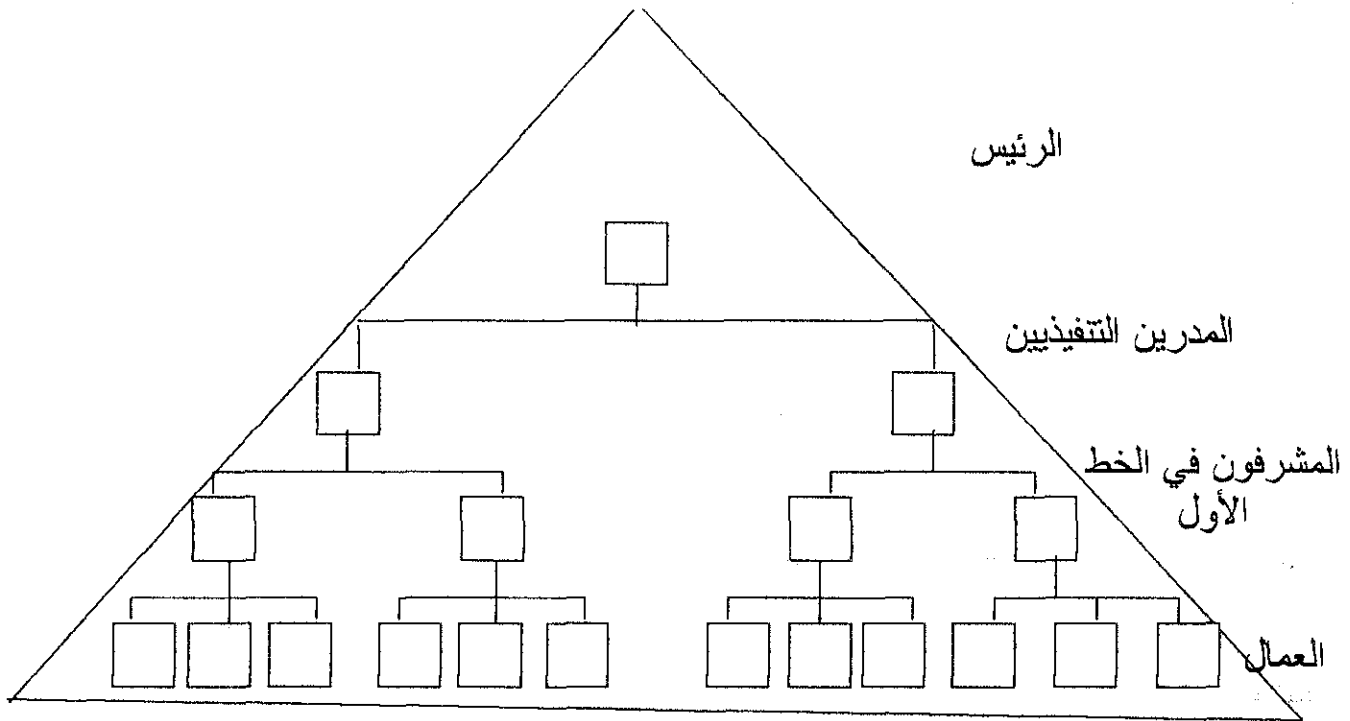 الرئيس
المدرين التنفيذيين
المشرفون في الخط
الأول
العمال